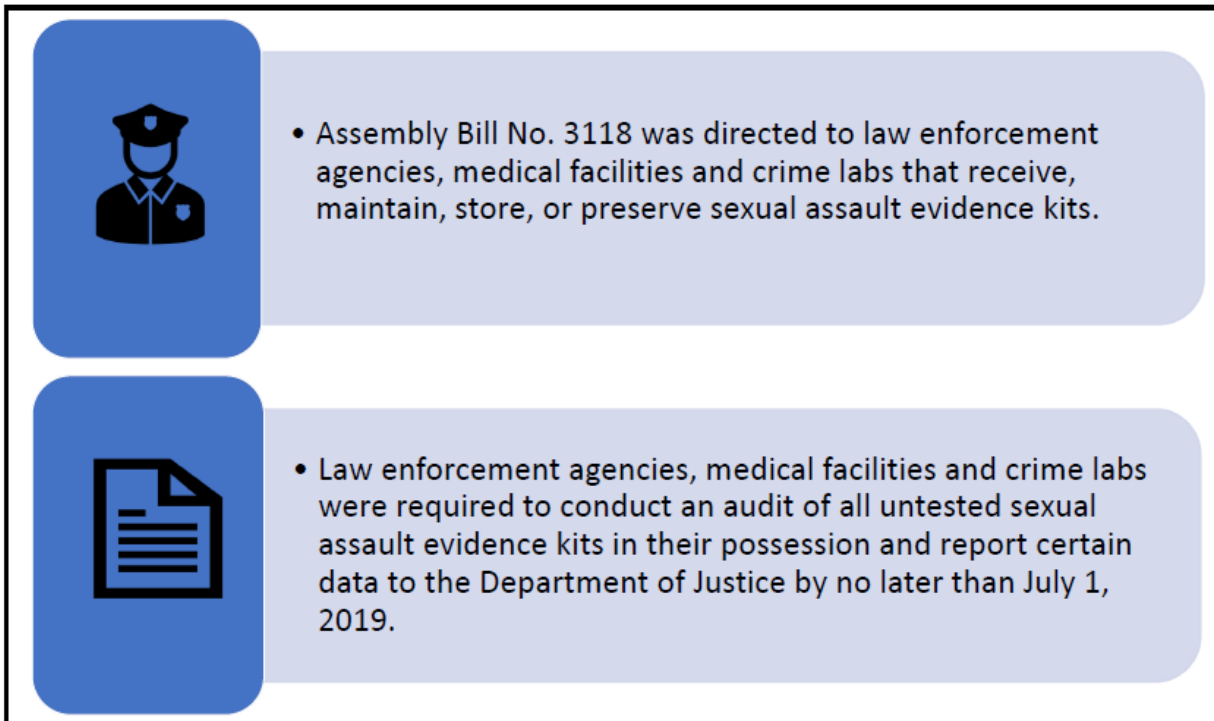 • Assembly Bill No. 3118 was directed to law enforcement
agencies, medical facilities and crime labs that receive,
maintain, store, or preserve sexual assault evidence kits.
• Law enforcement agencies, medical facilities and crime labs
were required to conduct an audit of all untested sexual
assault evidence kits in their possession and report certain
data to the Department of Justice by no later than July 1,
2019.